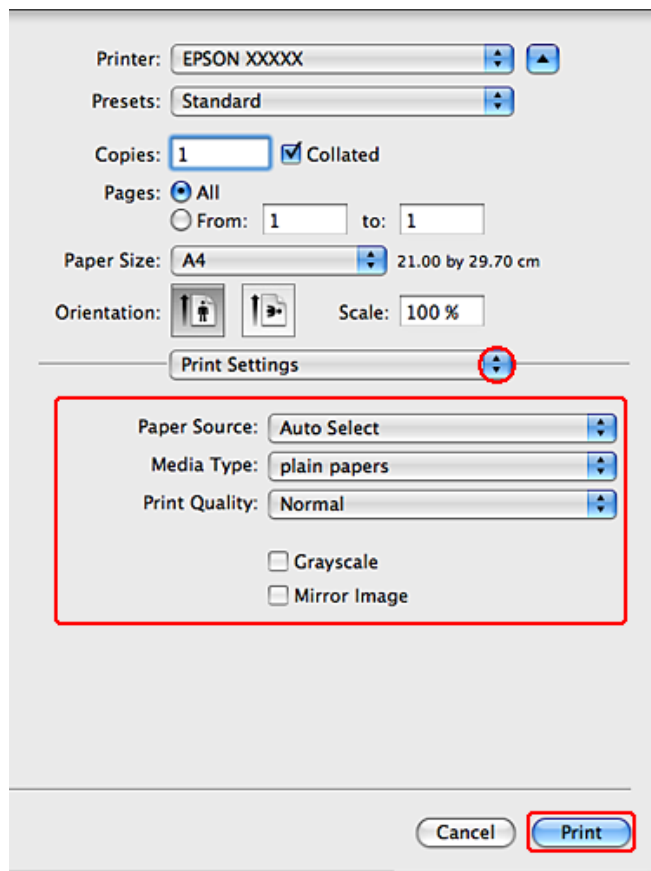 Printer: EPSON XXXXX
Presets: Standard
Copies: 1 Collated
Pages: All
From: 1 to: 1
Paper Size: A4 21.00 by 29.70 cm
Orientation: Scale: 100 %
Print Settings
Paper Source: Auto Select
Media Type: plain papers
Print Quality: Normal
Grayscale
Mirror Image
Cancel Print